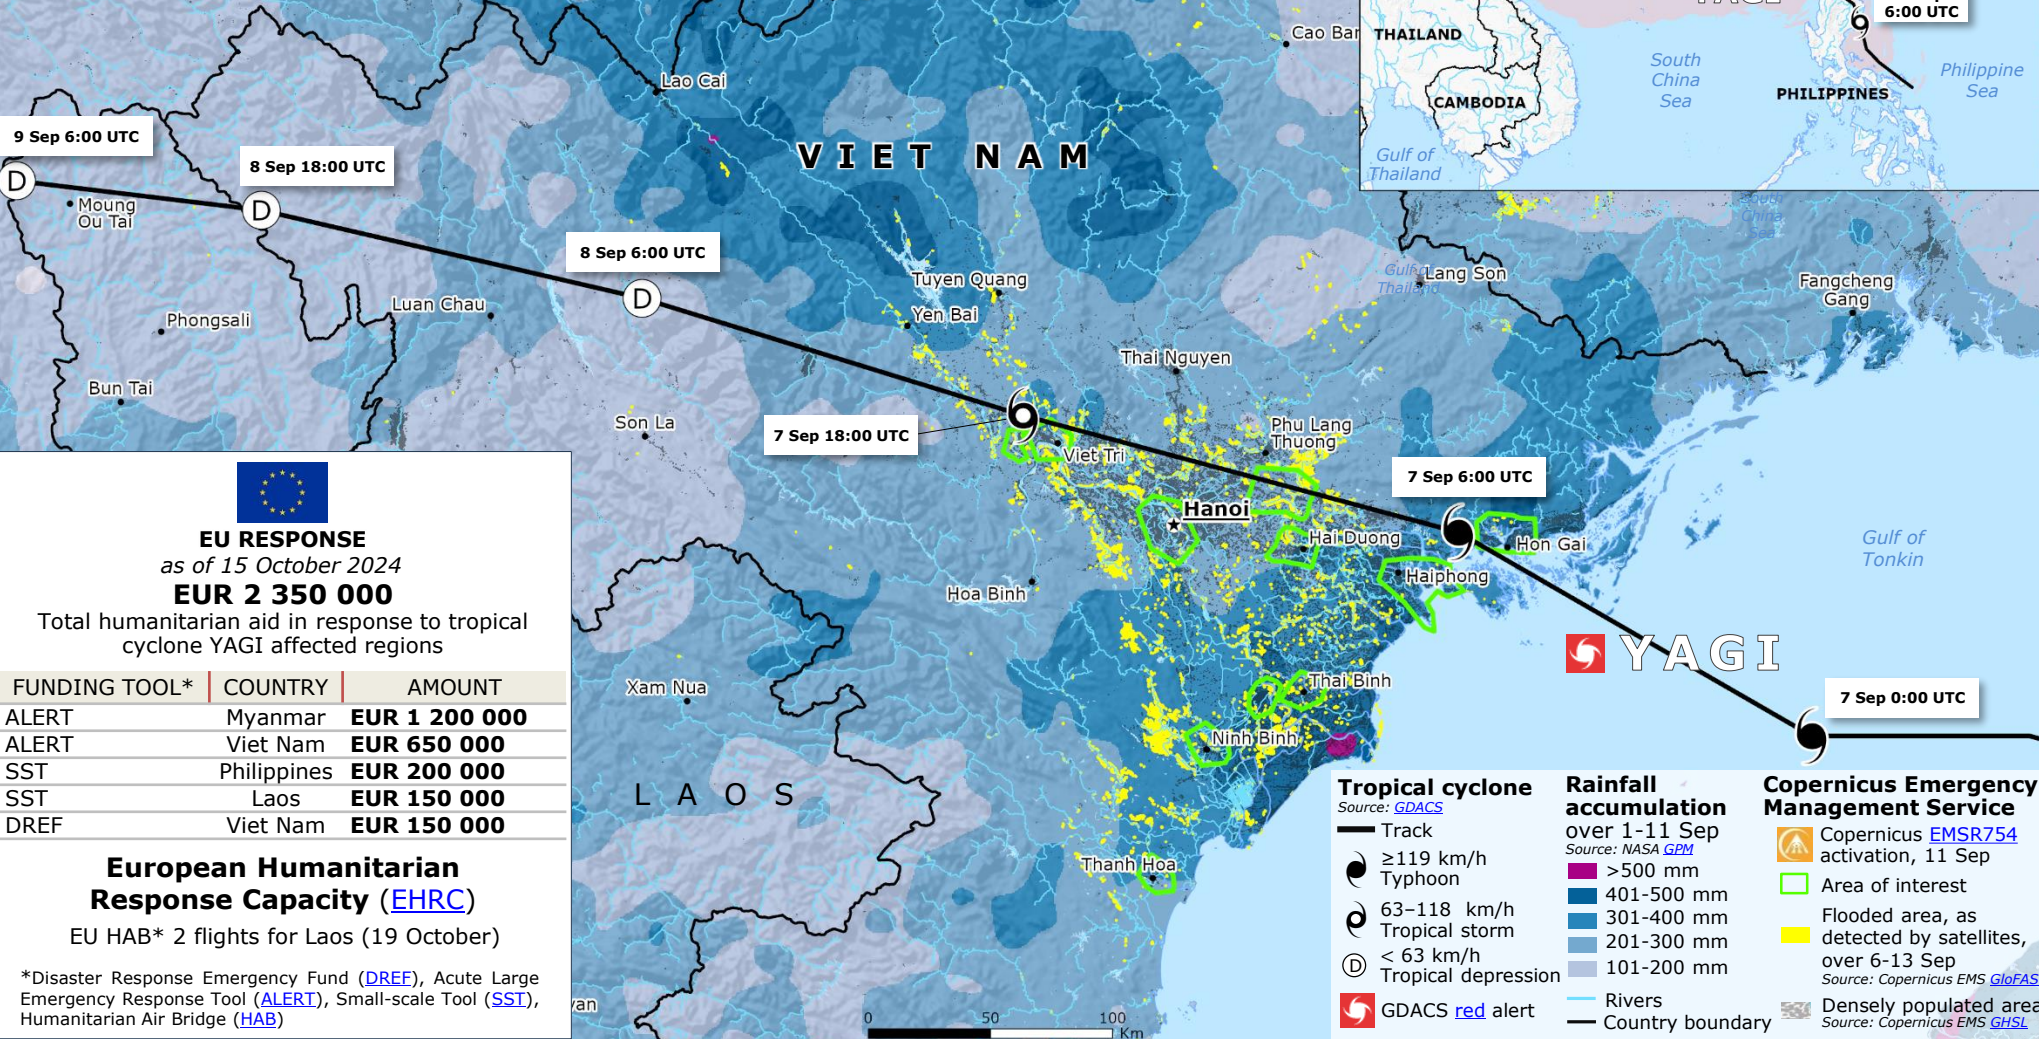 6:00 UTC
THAILAND
CAMBODIA
Gulf of
Thailand
South
China
Sea
PHILIPPINES
Philippine
Sea
Lao Cai
VIET NAM
9 Sep 6:00 UTC
8 Sep 18:00 UTC
8 Sep 6:00 UTC
7 Sep 18:00 UTC
7 Sep 6:00 UTC
7 Sep 0:00 UTC
D
D
D
Moung
Ou Tai
Phongsali
Luan Chau
Bun Tai
Son La
Tuyen Quang
Yen Bai
Thai Nguyen
Gulf of
Thailand
South
China
Sea
Lang Son
Fangcheng
Gang
Phu Lang
Thuong
Viet Tri
Hanoi
Hai Duong
Hon Gai
Haiphong
Hoa Binh
Gulf of
Tonkin
YAGI
Xam Nua
Thai Binh
Ninh Binh
LAOS
Thanh Hoa
EU RESPONSE
as of 15 October 2024
EUR 2 350 000
Total humanitarian aid in response to tropical
cyclone YAGI affected regions
FUNDING TOOL* COUNTRY AMOUNT
ALERT Myanmar EUR 1 200 000
ALERT Viet Nam EUR 650 000
SST Philippines EUR 200 000
SST Laos EUR 150 000
DREF Viet Nam EUR 150 000
European Humanitarian
Response Capacity (EHRC)
EU HAB* 2 flights for Laos (19 October)
*Disaster Response Emergency Fund (DREF), Acute Large
Emergency Response Tool (ALERT), Small-scale Tool (SST),
Humanitarian Air Bridge (HAB)
0 50 100
Km
Tropical cyclone
Source: GDACS
Track
≥119 km/h
Typhoon
63–118 km/h
Tropical storm
D < 63 km/h
Tropical depression
GDACS red alert
Rainfall
accumulation
over 1-11 Sep
Source: NASA GPM
>500 mm
401-500 mm
301-400 mm
201-300 mm
101-200 mm
Rivers
Country boundary
Copernicus Emergency
Management Service
Copernicus EMSR754
activation, 11 Sep
Area of interest
Flooded area, as
detected by satellites,
over 6-13 Sep
Source: Copernicus EMS GloFAS
Densely populated area
Source: Copernicus EMS GHSL